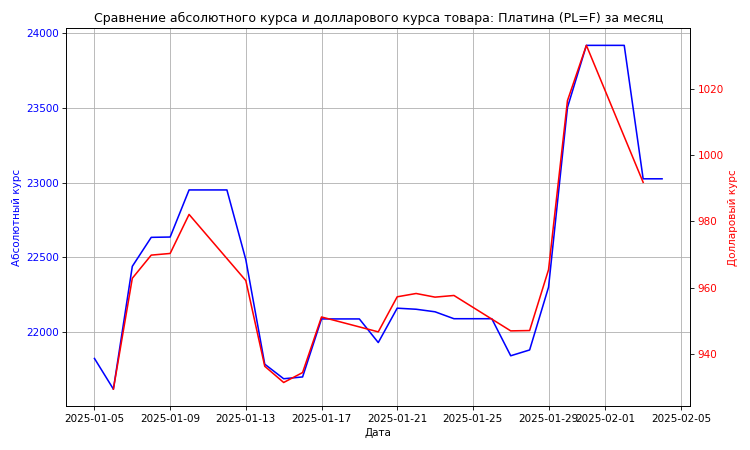 Сравнение абсолютного курса и долларового курса товара: Платина (PL=F) за месяц
24000
23500
23000
22500
22000
Абсолютный курс
1020
1000
980
960
940
Долларовый курс
2025-01-05 2025-01-09 2025-01-13 2025-01-17 2025-01-21 2025-01-25 2025-01-29 2025-02-01 2025-02-05
Дата